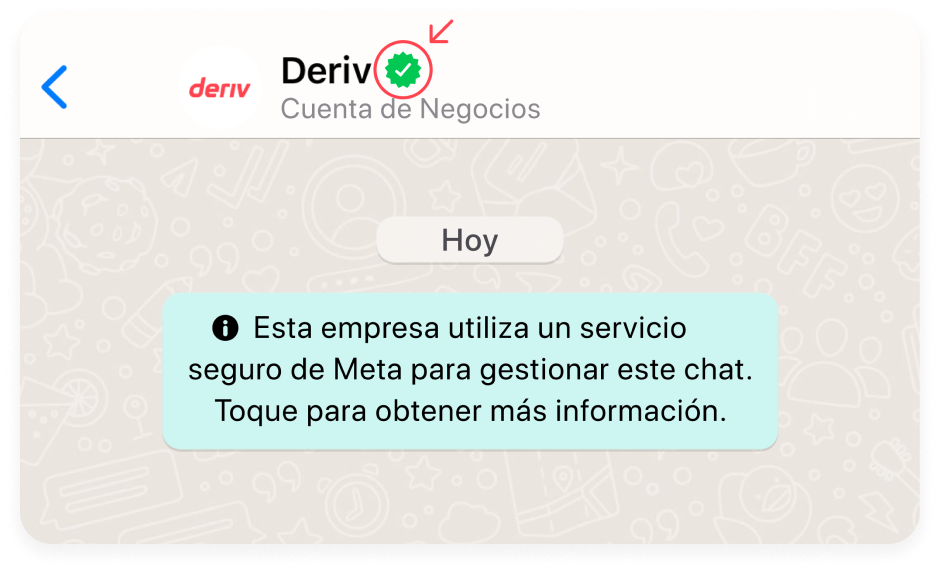 Deriv
deriv
Cuenta de Negocios
Hoy
Esta empresa utiliza un servicio
seguro de Meta para gestionar este chat.
Toque para obtener más información.
BFF